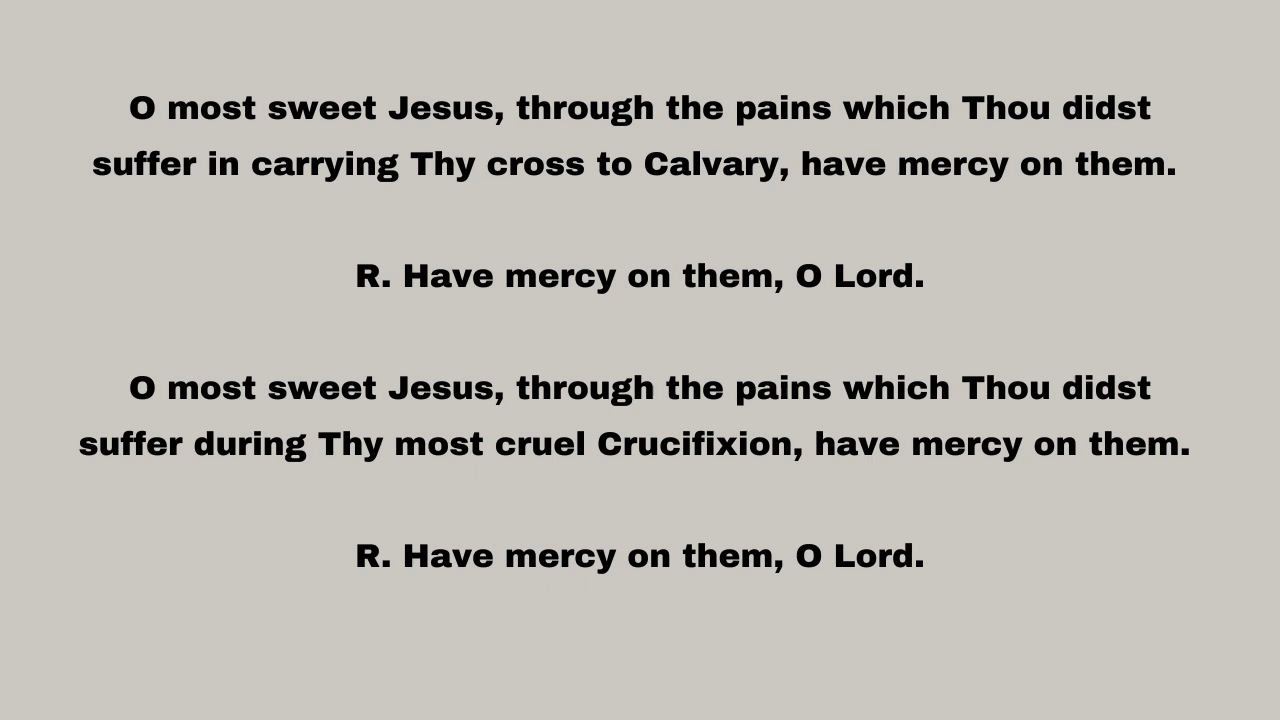 O most sweet Jesus, through the pains which Thou didst
suffer in carrying Thy cross to Calvary, have mercy on them.
R. Have mercy on them, O Lord.
O most sweet Jesus, through the pains which Thou didst
suffer during Thy most cruel Crucifixion, have mercy on them.
R. Have mercy on them, O Lord.